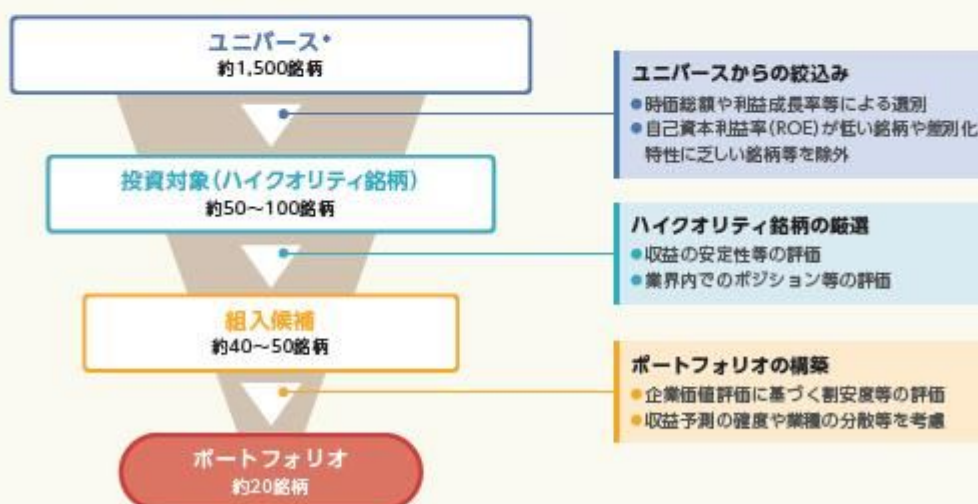 ユニバース*
約1,500銘柄
ユニバースからの絞込み
●時価総額や利益成長率等による選別
●自己資本利益率(ROE)が低い銘柄や差別化
特性に乏しい銘柄等を除外
投資対象(ハイクオリティ銘柄)
約50〜100銘柄
ハイクオリティ銘柄の厳選
●収益の安定性等の評価
●業界内でのポジション等の評価
組入候補
約40〜50銘柄
ポートフォリオの構築
●企業価値評価に基づく割安度等の評価
●収益予測の確度や業種の分散等を考慮
ポートフォリオ
約20銘柄